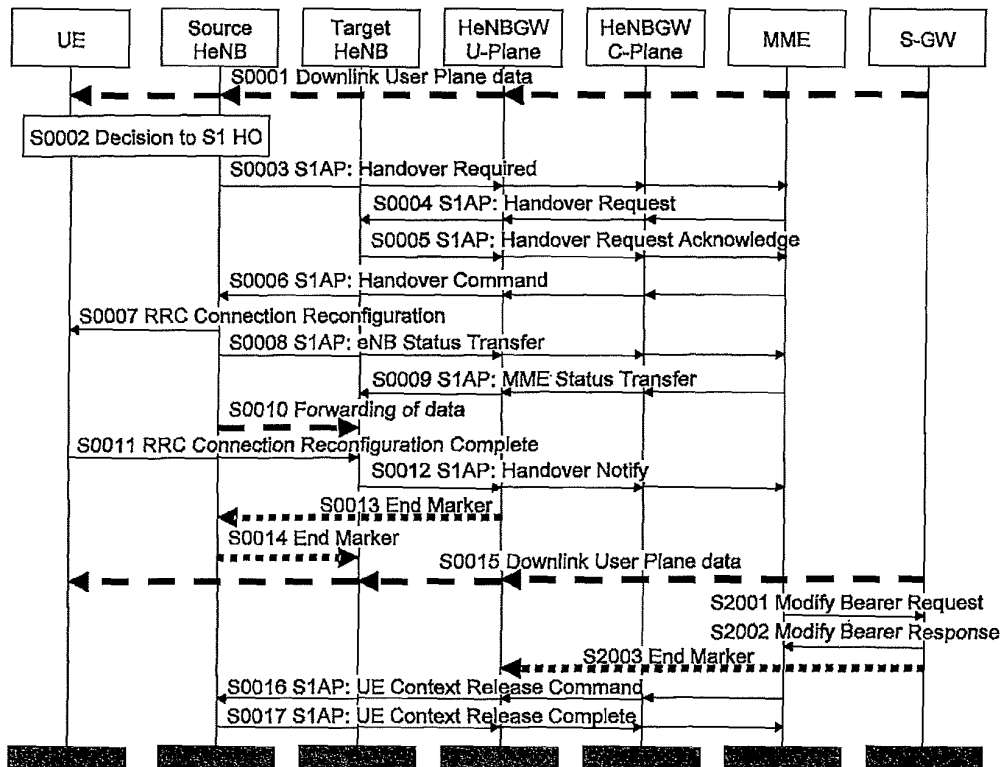 UE
Source
HeNB
Target
HeNB
HeNBGW
U-Plane
HeNBGW
C-Plane
MME
S-GW
S0001 Downlink User Plane data
S0002 Decision to S1 HO
S0003 S1AP: Handover Required
S0004 S1AP: Handover Request
S0005 S1AP: Handover Request Acknowledge
S0006 S1AP: Handover Command
S0007 RRC Connection Reconfiguration
S0008 S1AP: eNB Status Transfer
S0009 S1AP: MME Status Transfer
S0010 Forwarding of data
S0011 RRC Connection Reconfiguration Complete
S0012 S1AP: Handover Notify
S0013 End Marker
S0014 End Marker
S0015 Downlink User Plane data
S2001 Modify Bearer Request
S2002 Modify Bearer Response
S2003 End Marker
S0016 S1AP: UE Context Release Command
S0017 S1AP: UE Context Release Complete